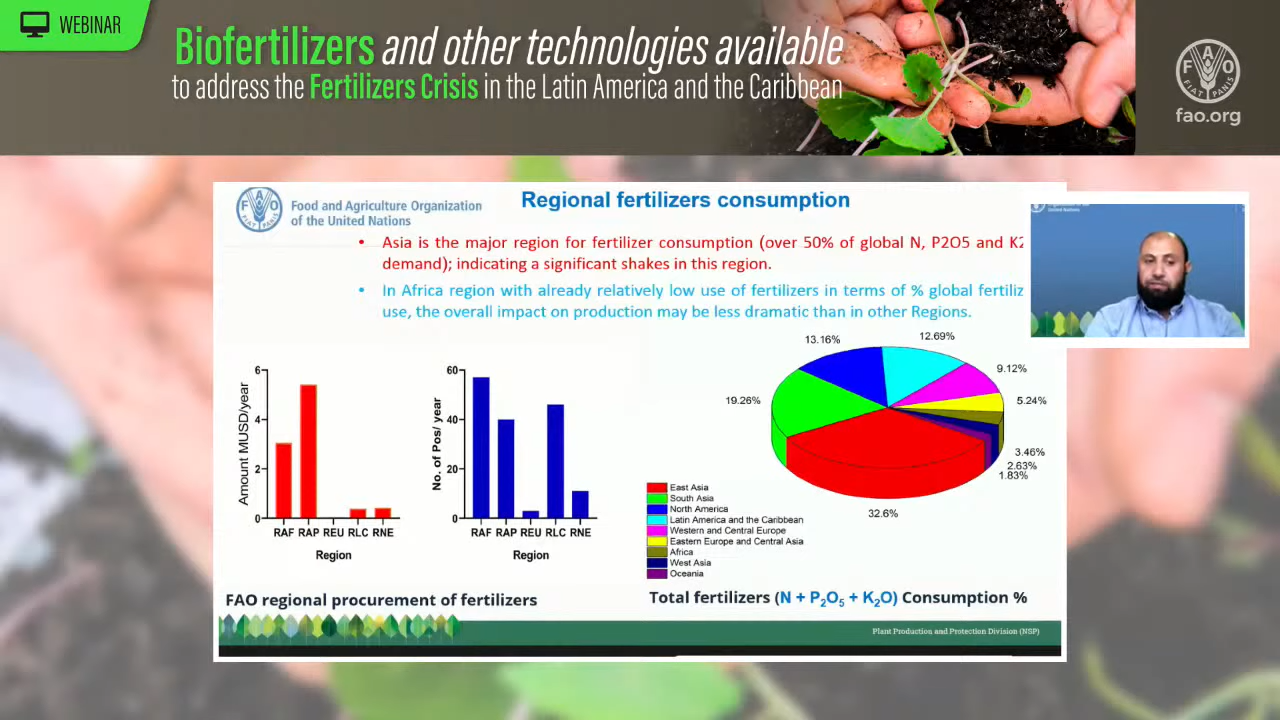 WEBINAR
Biofertilizers and other technologies available
to address the Fertilizers Crisis in the Latin America and the Caribbean
F A O
FIAT PANIS
fao.org
Food and Agriculture Organization
of the United Nations
Regional fertilizers consumption
• Asia is the major region for fertilizer consumption (over 50% of global N, P2O5 and K2
demand); indicating a significant shakes in this region.
• In Africa region with already relatively low use of fertilizers in terms of % global fertiliz
use, the overall impact on production may be less dramatic than in other Regions.
Amount MUSD/year
6
4
2
0
RAF RAP REU RLC RNE
Region
No. of Pos/ year
60
40
20
0
RAF RAP REU RLC RNE
Region
FAO regional procurement of fertilizers
13.16%
12.69%
9.12%
19.26%
5.24%
3.46%
2.63%
1.83%
32.6%
East Asia
South Asia
North America
Latin America and the Caribbean
Western and Central Europe
Eastern Europe and Central Asia
Africa
West Asia
Oceania
Total fertilizers (N + P2O5 + K2O) Consumption %
Plant Production and Protection Division (NSP)